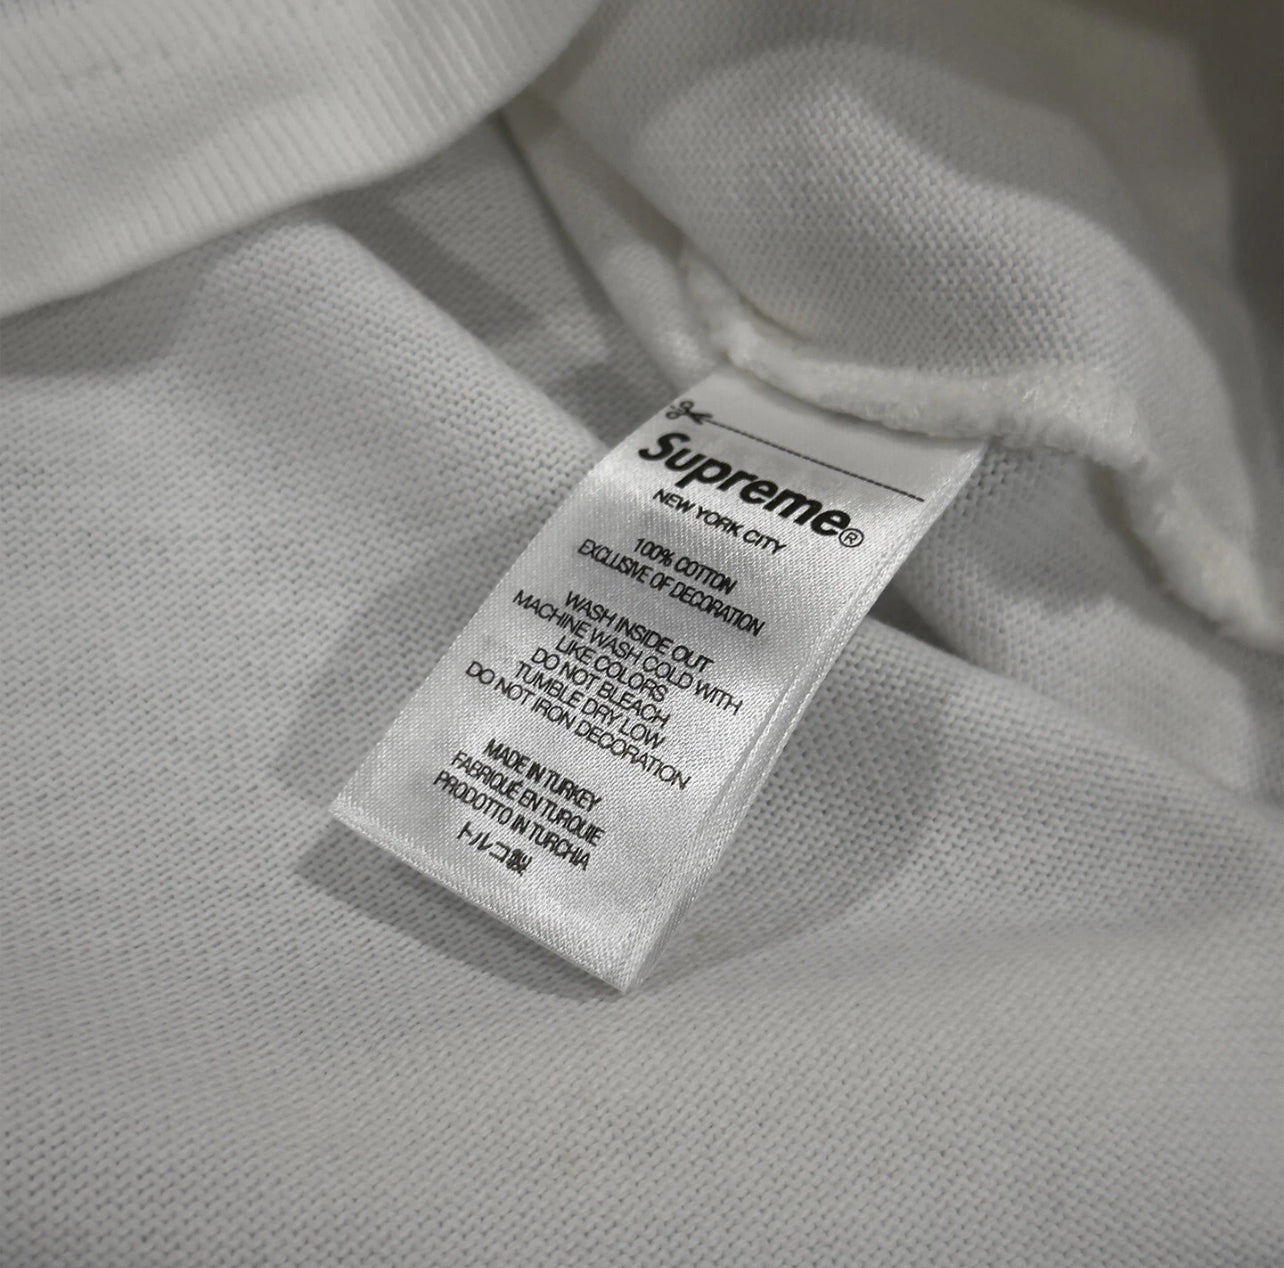 Supreme®
NEW YORK CITY
100% COTTON
EXCLUSIVE OF DECORATION
WASH INSIDE OUT
MACHINE WASH COLD WITH
LIKE COLORS
DO NOT BLEACH
TUMBLE DRY LOW
DO NOT IRON DECORATION
MADE IN TURKEY
FABRIQUÉ EN TURQUIE
PRODOTTO IN TURCHIA
トルコ製